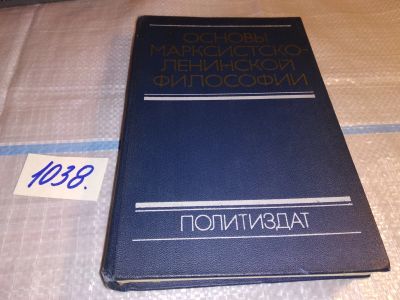 ОСНОВЫ
МАРКСИСТСКО-
ЛЕНИНСКОЙ
ФИЛОСОФИИ
1038.
ПОЛИТИЗДАТ